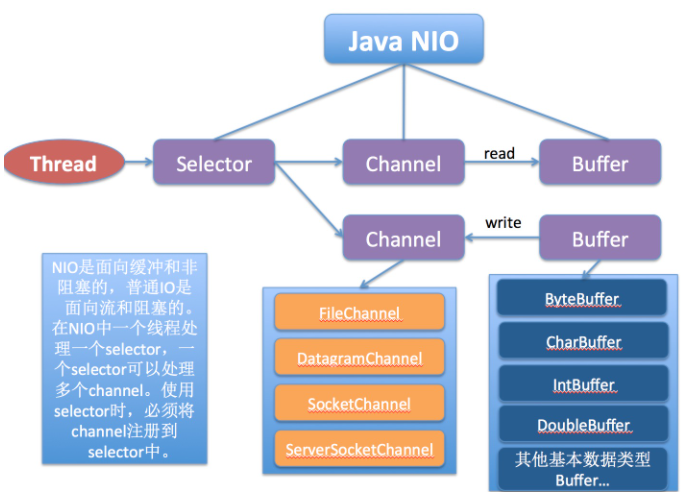 Java NIO
Thread
Selector
Channel
read
Buffer
Channel
write
Buffer
NIO是面向缓冲和非
阻塞的，普通IO是
面向流和阻塞的。
在NIO中一个线程处
理一个selector，一
个selector可以处理
多个channel。使用
selector时，必须将
channel注册到
selector中。
FileChannel
DatagramChannel
SocketChannel
ServerSocketChannel
ByteBuffer
CharBuffer
IntBuffer
DoubleBuffer
其他基本数据类型
Buffer...